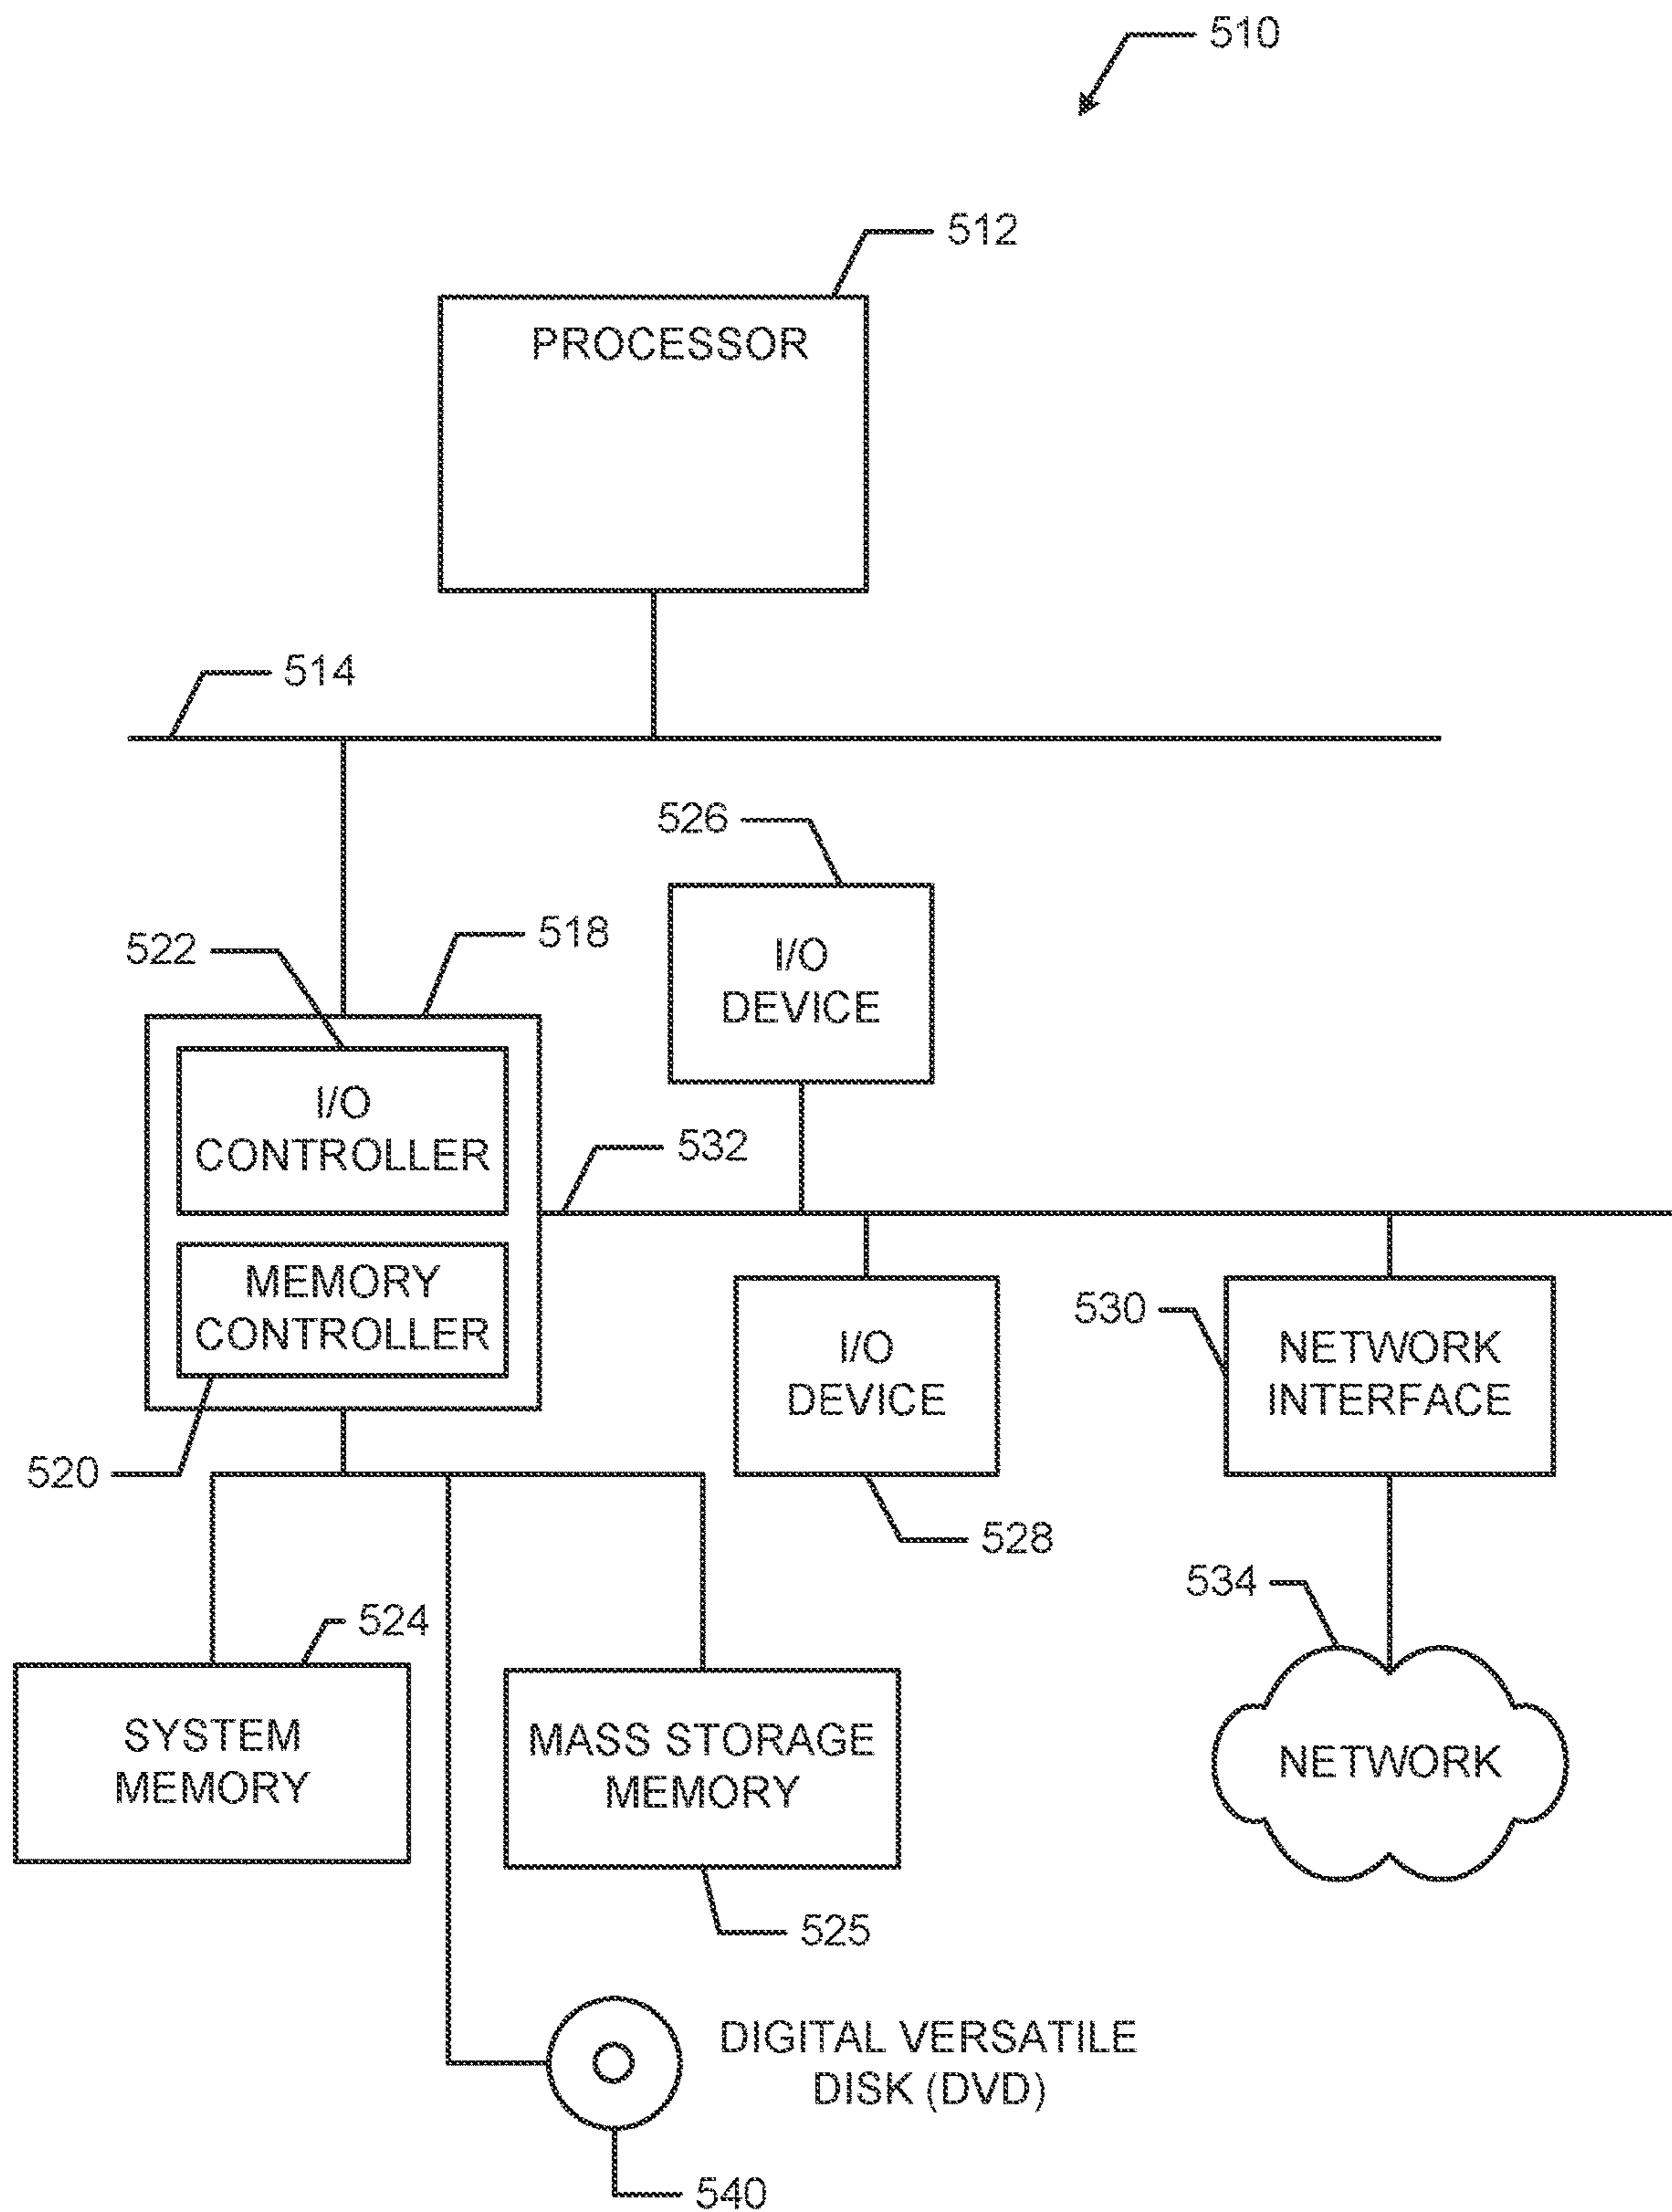 510
512
PROCESSOR
514
526
I/O
DEVICE
522
518
I/O
CONTROLLER
532
MEMORY
CONTROLLER
520
I/O
DEVICE
528
530
NETWORK
INTERFACE
534
NETWORK
524
SYSTEM
MEMORY
MASS STORAGE
MEMORY
525
DIGITAL VERSATILE
DISK (DVD)
540